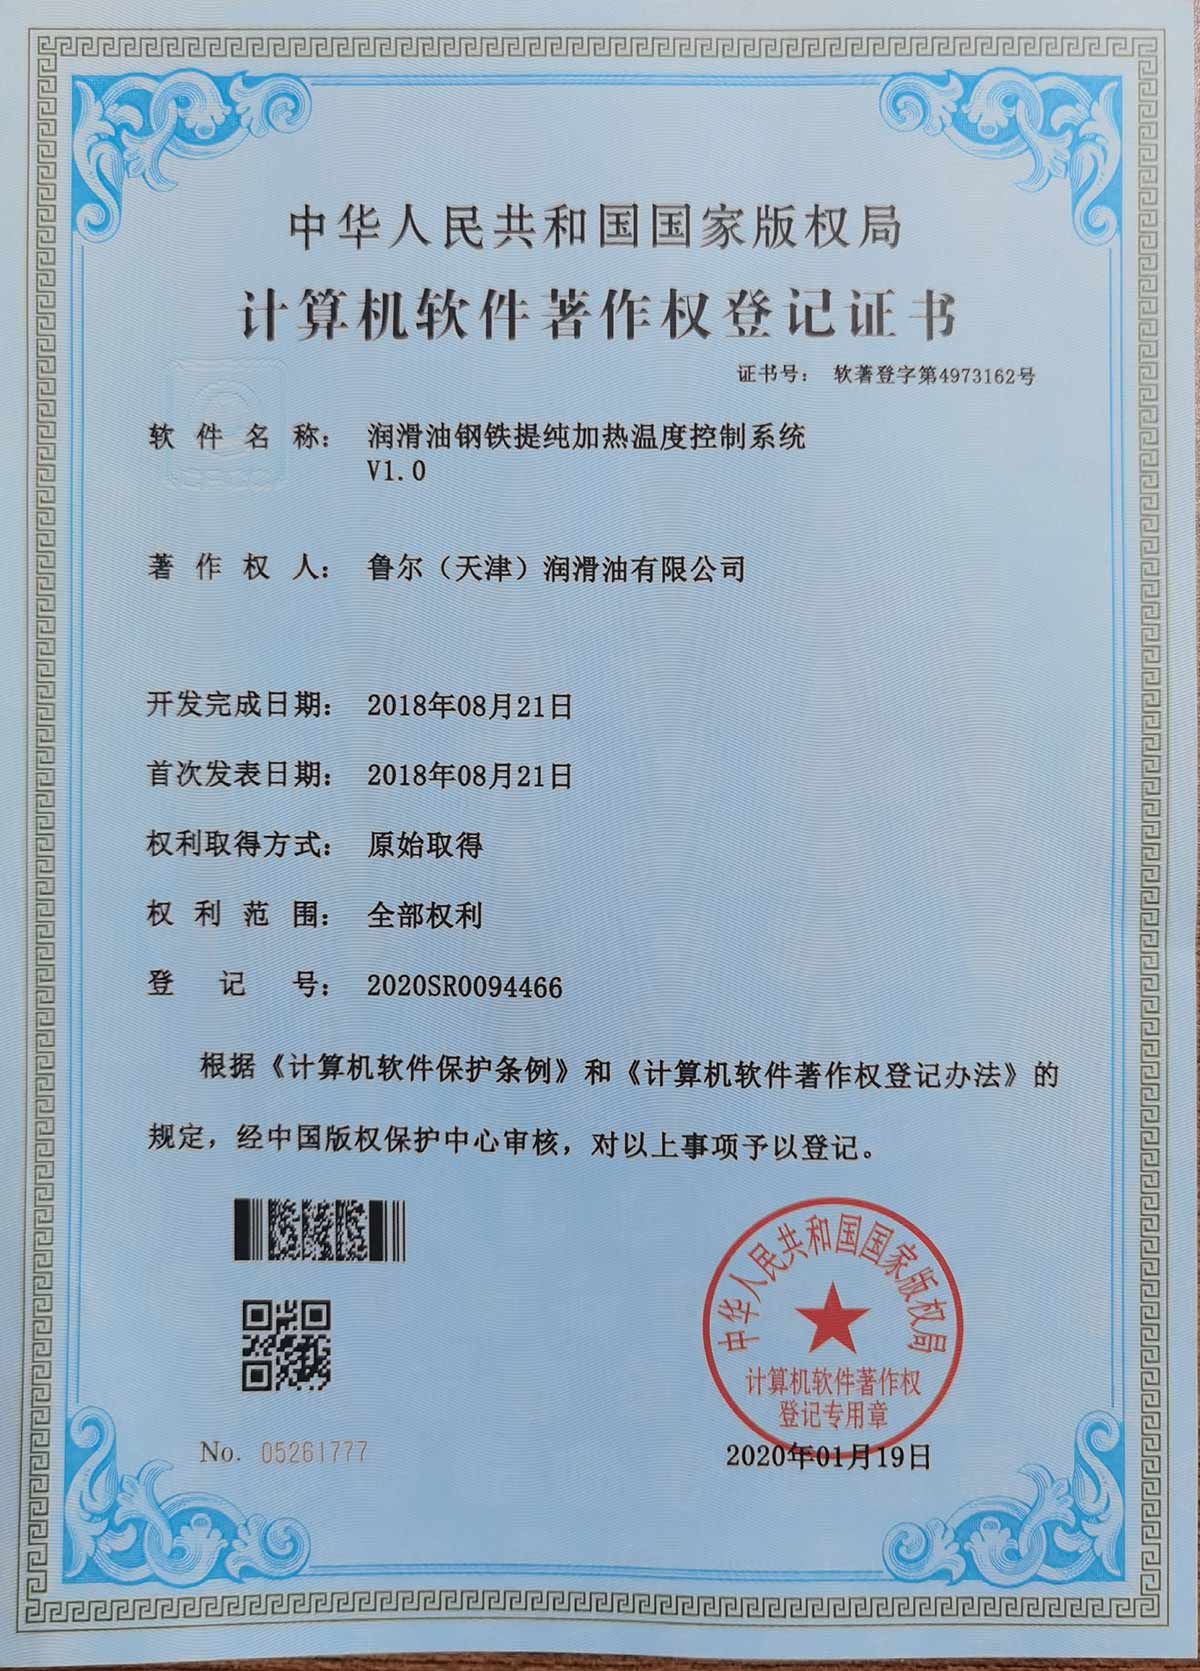 中华人民共和国国家版权局
计算机软件著作权登记证书
证书号： 软著登字第4973162号
软件名称： 润滑油钢铁提纯加热温度控制系统
V1.0
著作权人： 鲁尔（天津）润滑油有限公司
开发完成日期： 2018年08月21日
首次发表日期： 2018年08月21日
权利取得方式： 原始取得
权利范围： 全部权利
登记号： 2020SR0094466
根据《计算机软件保护条例》和《计算机软件著作权登记办法》的
规定，经中国版权保护中心审核，对以上事项予以登记。
中华人民共和国国家版权局
计算机软件著作权
登记专用章
No. 05261777
2020年01月19日